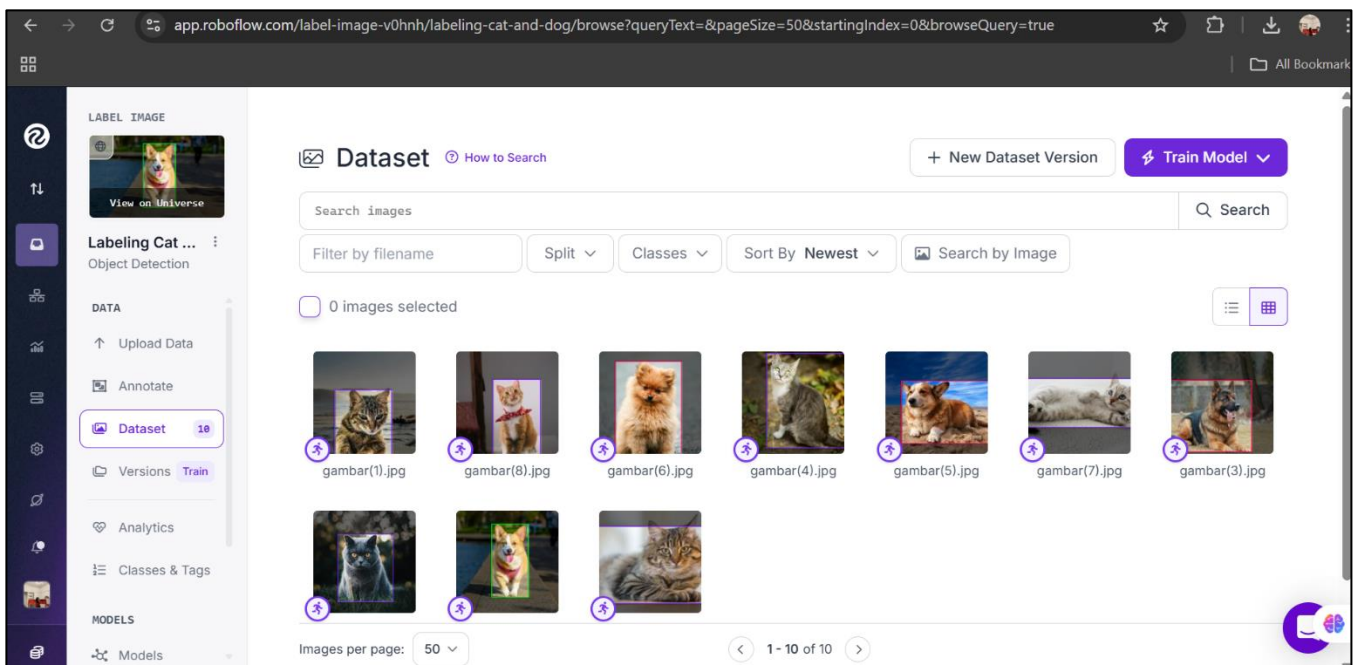 app.roboflow.com/label-image-v0hnh/labeling-cat-and-dog/browse?queryText=&pageSize=50&startingIndex=0&browseQuery=true
All Bookmark
LABEL IMAGE
View on Universe
Labeling Cat ...
Object Detection
DATA
Upload Data
Annotate
Dataset 10
Versions Train
Analytics
Classes & Tags
MODELS
Models
Dataset How to Search
+ New Dataset Version
Train Model
Search images
Search
Filter by filename
Split
Classes
Sort By Newest
Search by Image
0 images selected
gambar(1).jpg
gambar(8).jpg
gambar(6).jpg
gambar(4).jpg
gambar(5).jpg
gambar(7).jpg
gambar(3).jpg
Images per page: 50
1 - 10 of 10